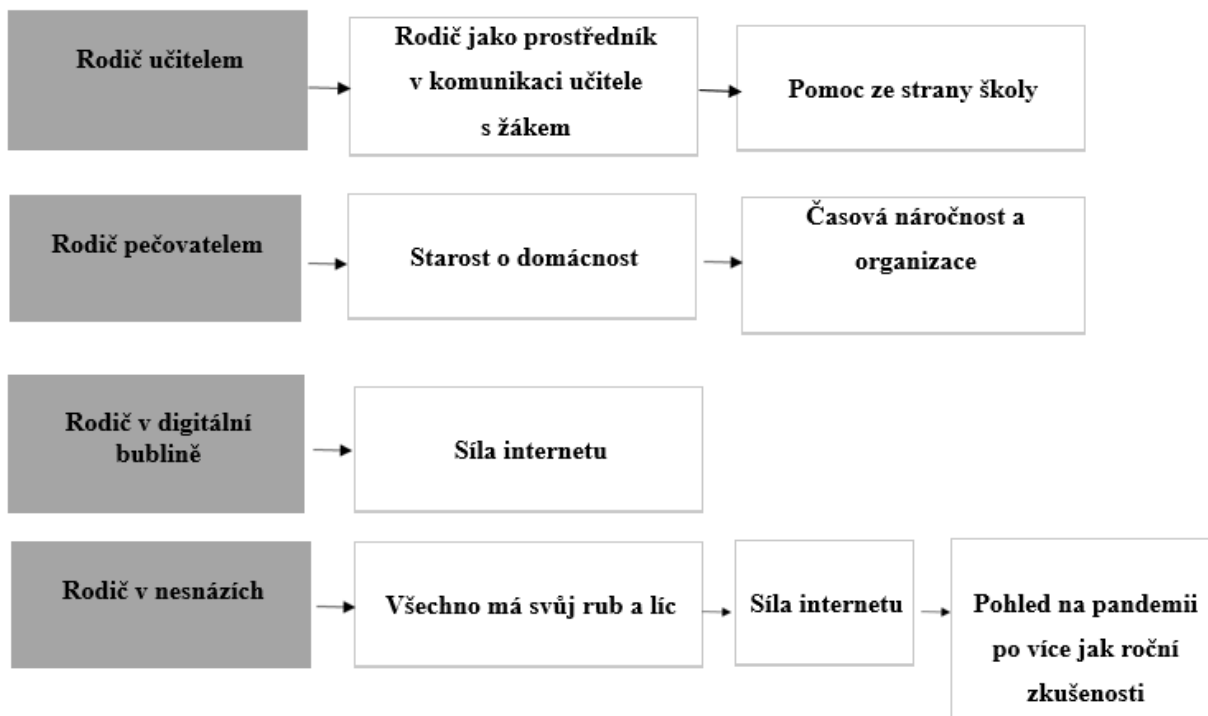 Rodič učitelem
Rodič jako prostředník
v komunikaci učitele
s žákem
Pomoc ze strany školy
Rodič pečovatelem
Starost o domácnost
Časová náročnost a
organizace
Rodič v digitální
bublině
Síla internetu
Rodič v nesnázích
Všechno má svůj rub a líc
Síla internetu
Pohled na pandemii
po více jak roční
zkušenosti